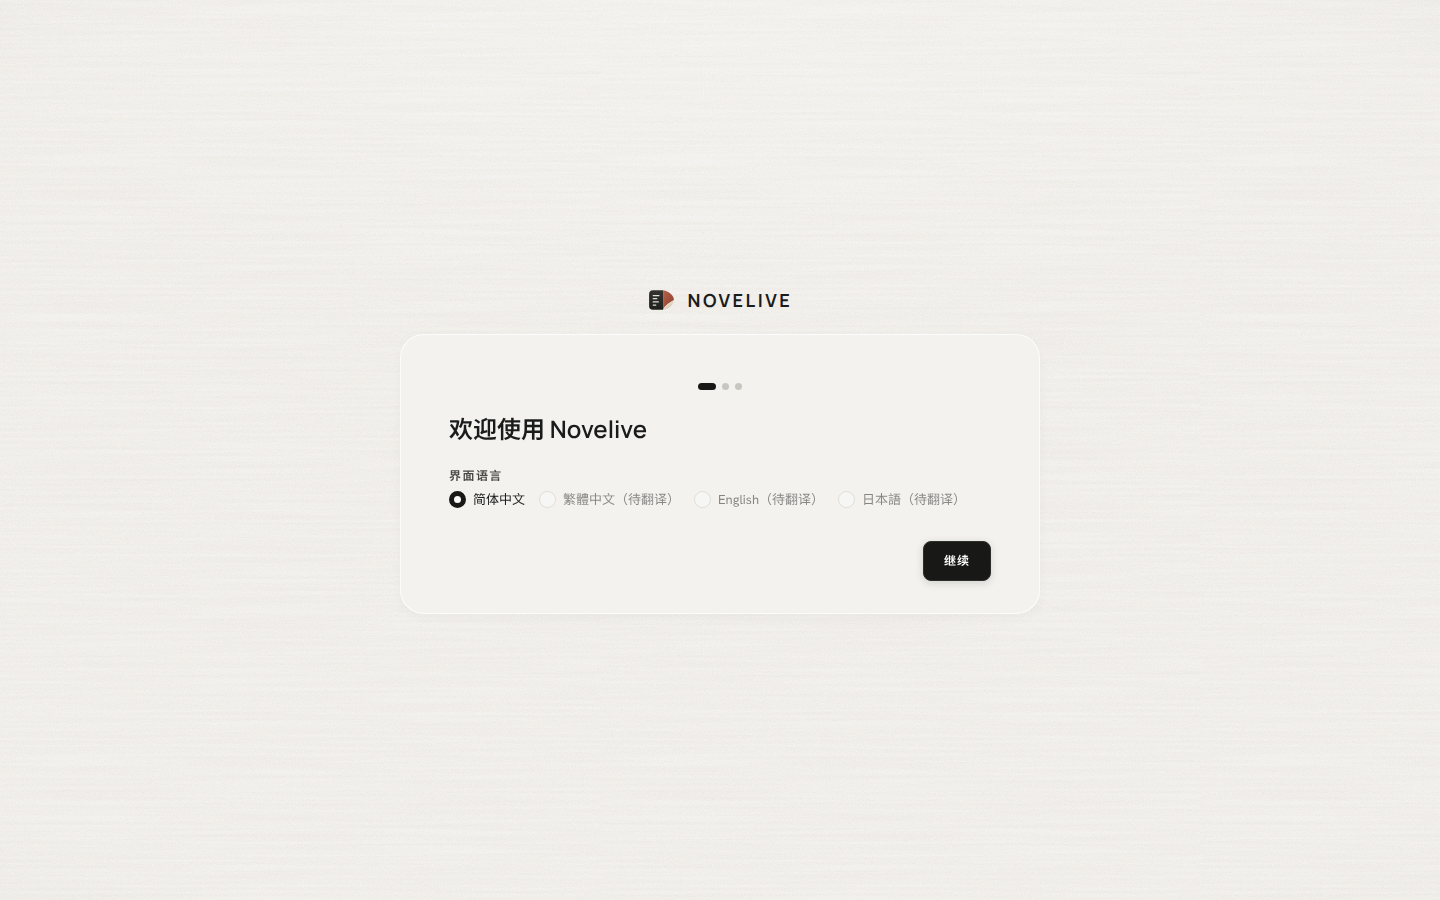 NOVELIVE
欢迎使用 Novelive
界面语言
简体中文 繁體中文（待翻译） English（待翻译） 日本語（待翻译）
继续